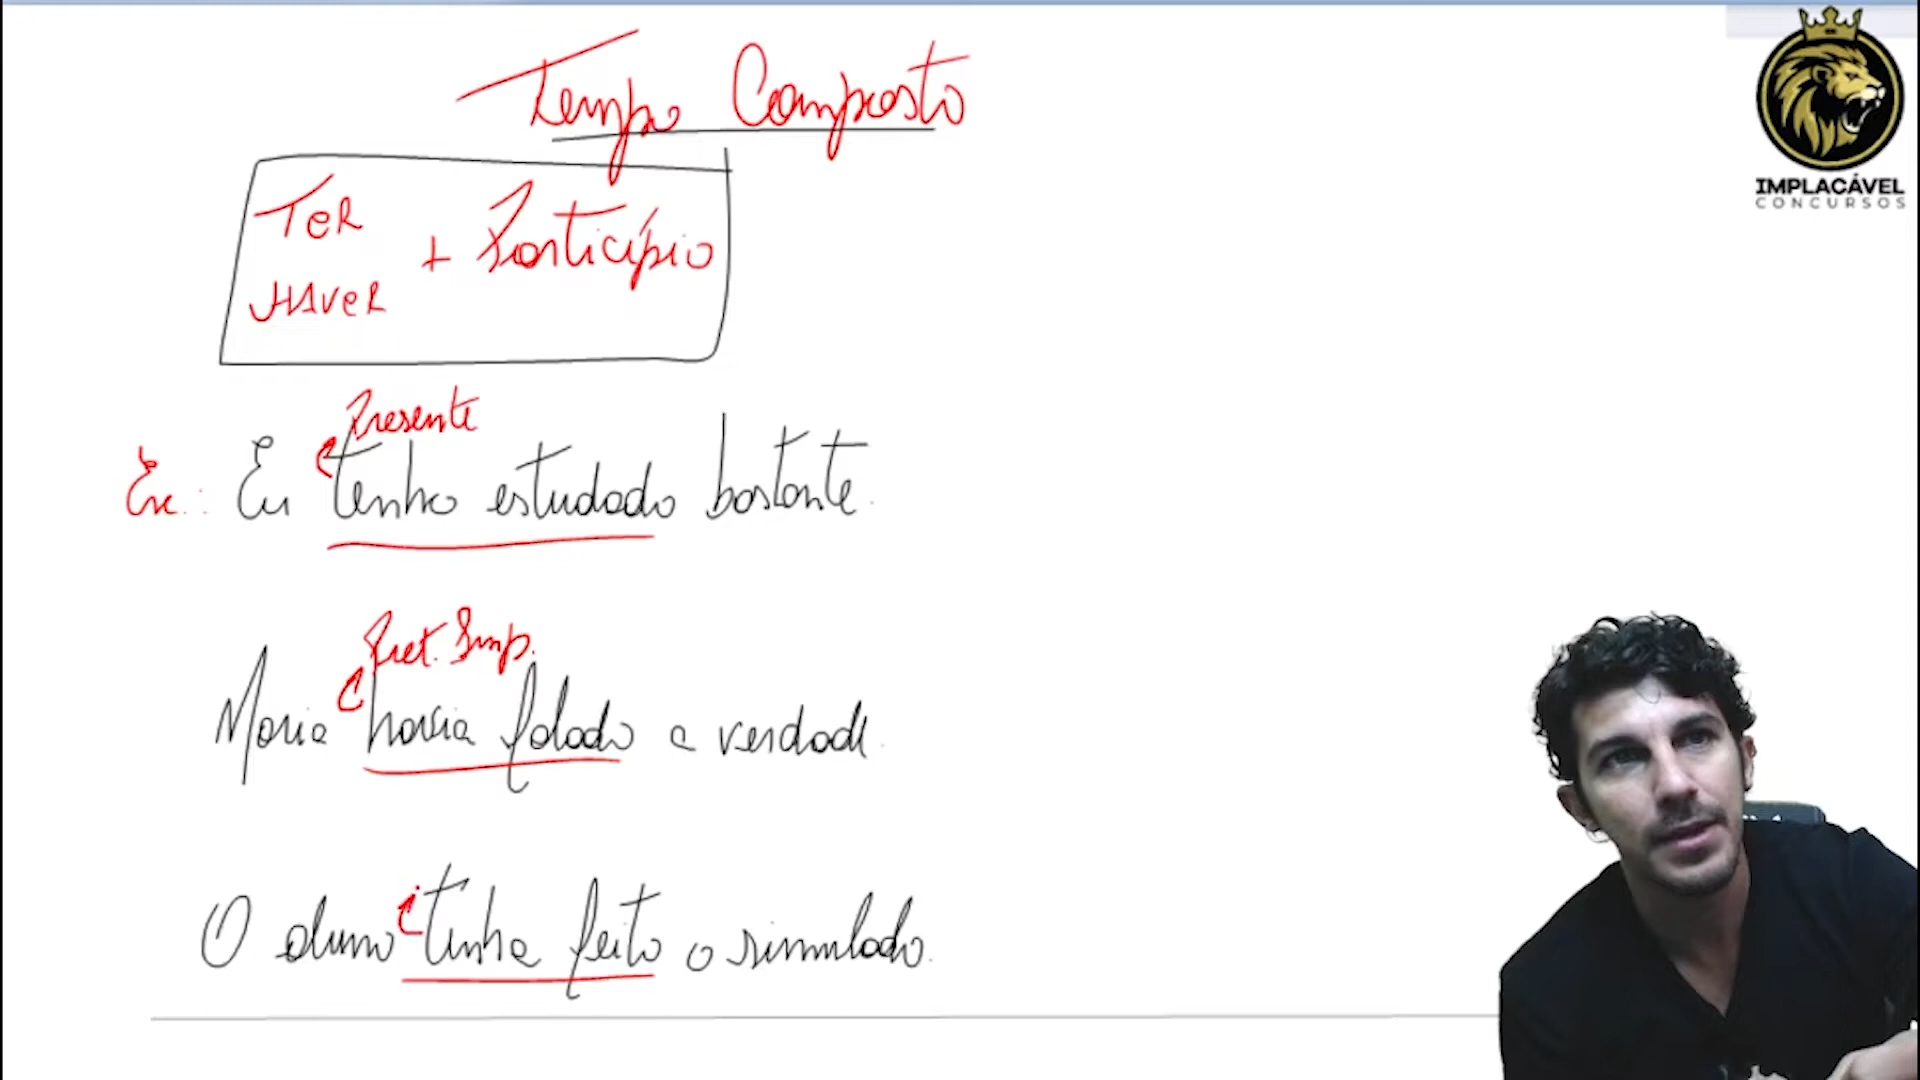 Tempo Composto
TER
+ Particípio
HAVER
Presente
Ex.: Eu tenho estudado bastante.
Pret. Imp.
Maria havia falado a verdade.
O aluno tinha feito o simulado.
IMPLACÁVEL
CONCURSOS